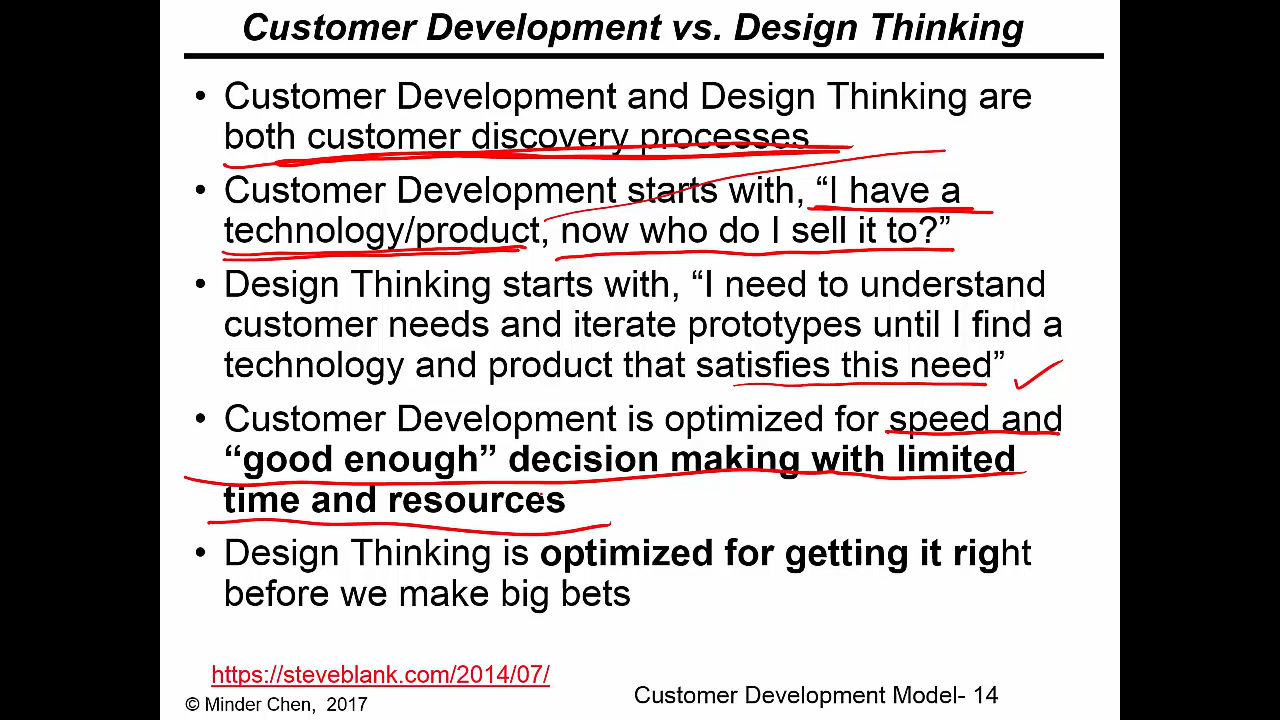 Customer Development vs. Design Thinking
• Customer Development and Design Thinking are
both customer discovery processes
• Customer Development starts with, “I have a
technology/product, now who do I sell it to?”
• Design Thinking starts with, “I need to understand
customer needs and iterate prototypes until I find a
technology and product that satisfies this need”
• Customer Development is optimized for speed and
“good enough” decision making with limited
time and resources
• Design Thinking is optimized for getting it right
before we make big bets
https://steveblank.com/2014/07/
© Minder Chen, 2017
Customer Development Model- 14